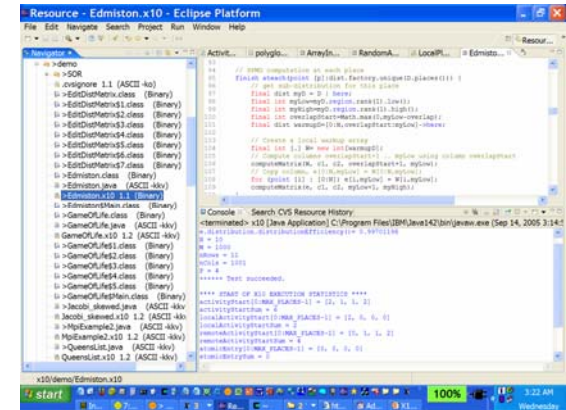 Resource - Edmiston.x10 - Eclipse Platform
File Edit Navigate Search Project Run Window Help
Resour...
Navigator
Activit... polyglo... ArrayIn... RandomA... LocalPl... Edmisto...
>demo
>SOR
.cvsignore 1.1 (ASCII -ko)
>EditDistMatrix.class (Binary)
>EditDistMatrix$1.class (Binary)
>EditDistMatrix$2.class (Binary)
>EditDistMatrix$3.class (Binary)
>EditDistMatrix$4.class (Binary)
>EditDistMatrix$5.class (Binary)
>EditDistMatrix$6.class (Binary)
>EditDistMatrix$7.class (Binary)
>Edmiston.class (Binary)
>Edmiston.java (ASCII -kkv)
>Edmiston.x10 1.1 (Binary)
>Edmiston$Main.class (Binary)
>GameOfLife.class (Binary)
>GameOfLife.java (ASCII -kkv)
GameOfLife.x10 1.2 (ASCII -kkv)
>GameOfLife$1.class (Binary)
>GameOfLife$2.class (Binary)
>GameOfLife$3.class (Binary)
>GameOfLife$4.class (Binary)
>GameOfLife$5.class (Binary)
>GameOfLife$Main.class (Binary)
>Jacobi_skewed.java (ASCII -kkv)
Jacobi_skewed.x10 1.2 (ASCII -kkv)
>MpiExample2.java (ASCII -kkv)
MpiExample2.x10 1.2 (ASCII -kkv)
>QueensList.java (ASCII -kkv)
QueensList.x10 1.2 (ASCII -kkv)
// SPMD computation at each place
finish ateach(point [p]:dist.factory.unique(D.places())) {
// get sub-distribution for this place
final dist myD = D | here;
final int myLow=myD.region.rank(1).low();
final int myHigh=myD.region.rank(1).high();
final int overlapStart=Math.max(0,myLow-overlap);
final dist warmupD=[0:N,overlapStart:myLow]->here;
// Create a local warmup array
final int [.] W= new int[warmupD];
// Compute columns overlapStart+1 .. myLow using column overlapStart
computeMatrix(W, c1, c2, overlapStart+1, myLow);
// Copy column, e[0:N,myLow] = W[0:N,myLow]
for (point [i] : [0:N]) e[i,myLow] = W[i,myLow];
computeMatrix(e, c1, c2, myLow+1, myHigh);
Console Search CVS Resource History
<terminated> x10 [Java Application] C:\Program Files\IBM\Java142\bin\javaw.exe (Sep 14, 2005 3:14:5
e.distribution.distributionEfficiency()=
N = 10
M = 1000
nRows = 11
nCols = 1001
P = 4
****** Test succeeded.
**** START OF X10 EXECUTION STATISTICS ****
activityStart[0:MAX_PLACES-1] = [2, 1, 1, 2]
activityStartSum = 6
localActivityStart[0:MAX_PLACES-1] = [2, 0, 0, 0]
localActivityStartSum = 2
remoteActivityStart[0:MAX_PLACES-1] = [0, 1, 1, 2]
remoteActivityStartSum = 4
atomicEntry[0:MAX_PLACES-1] = [0, 0, 0, 0]
atomicEntrySum = 0
x10/demo/Edmiston.x10
start
100%
3:22 AM
Wednesday